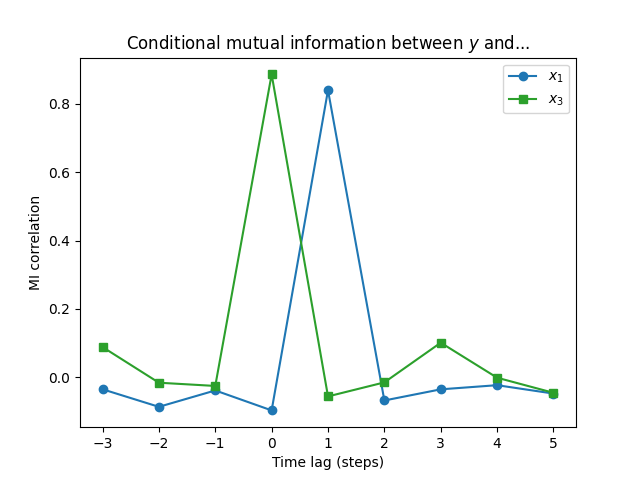 Conditional mutual information between y and...
x₁
x₃
MI correlation
0.8
0.6
0.4
0.2
0.0
−3 −2 −1 0 1 2 3 4 5
Time lag (steps)